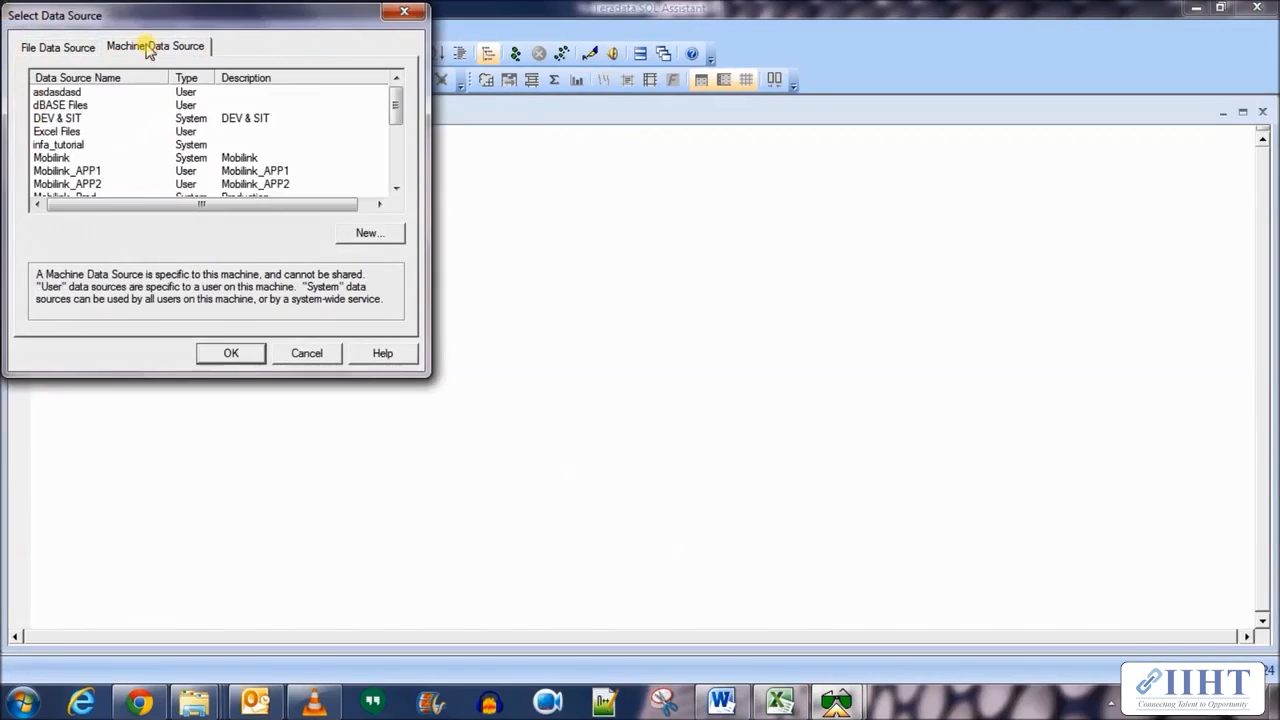 Select Data Source
Teradata SQL Assistant
File Data Source
Machine Data Source
Data Source Name Type Description
asdasdasd User
dBASE Files User
DEV & SIT System DEV & SIT
Excel Files User
infa_tutorial System
Mobilink System Mobilink
Mobilink_APP1 User Mobilink_APP1
Mobilink_APP2 User Mobilink_APP2
Mobilink_Prod System Production
New...
A Machine Data Source is specific to this machine, and cannot be shared.
"User" data sources are specific to a user on this machine. "System" data
sources can be used by all users on this machine, or by a system-wide service.
OK Cancel Help
24
IIHT
Connecting Talent to Opportunity